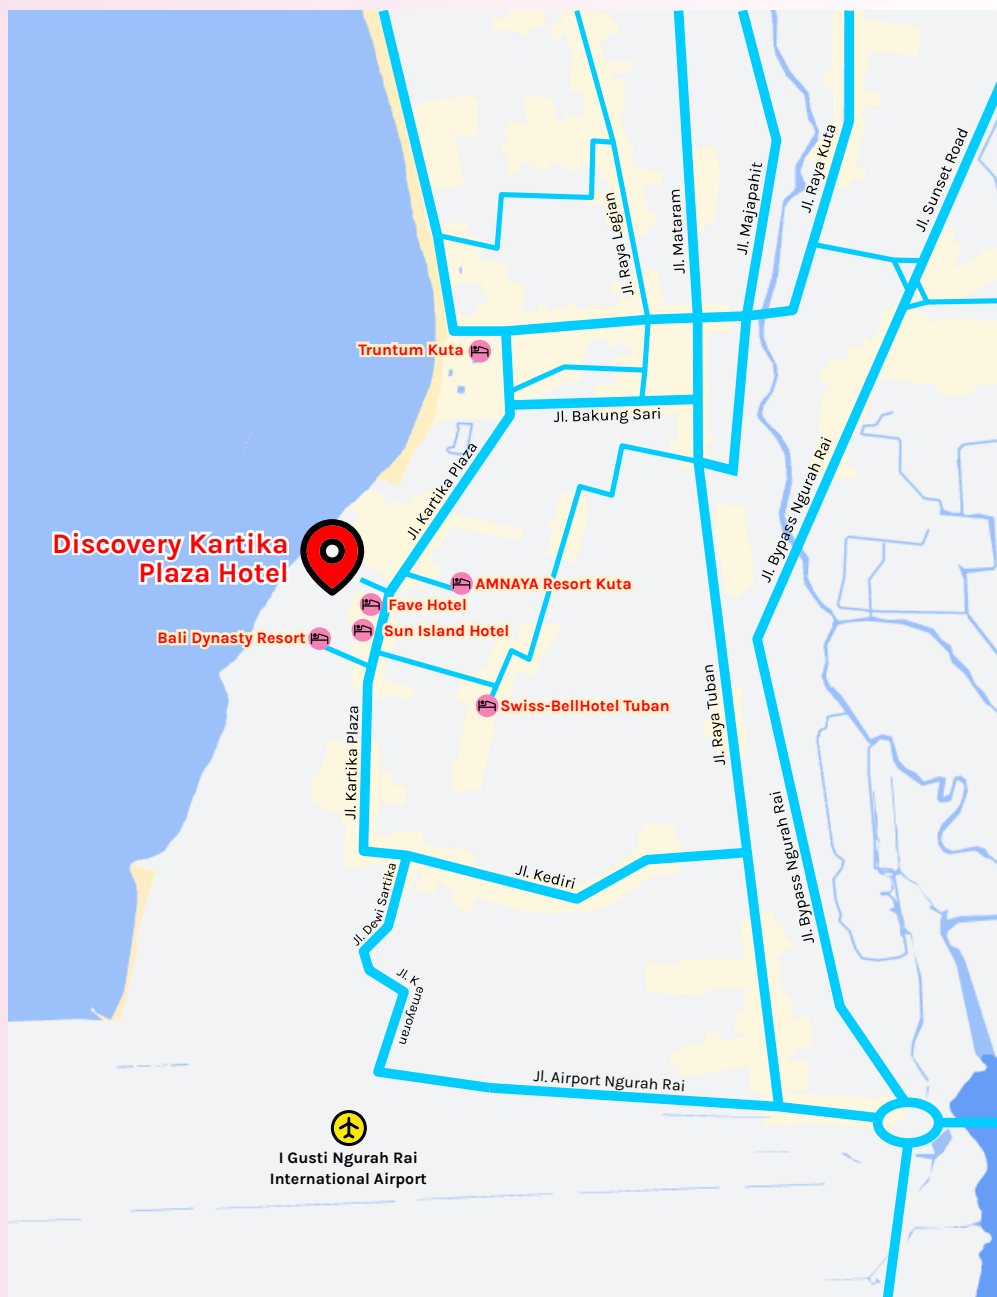 Jl. Raya Kuta
Jl. Sunset Road
Jl. Majapahit
Jl. Mataram
Jl. Raya Legian
Truntum Kuta
Jl. Bakung Sari
Jl. Kartika Plaza
Jl. Bypass Ngurah Rai
Discovery Kartika
Plaza Hotel
AMNAYA Resort Kuta
Fave Hotel
Sun Island Hotel
Bali Dynasty Resort
Swiss-BellHotel Tuban
Jl. Raya Tuban
Jl. Kartika Plaza
Jl. Bypass Ngurah Rai
Jl. Kediri
Jl. Dewi Sartika
Jl. Kemayoran
Jl. Airport Ngurah Rai
I Gusti Ngurah Rai
International Airport